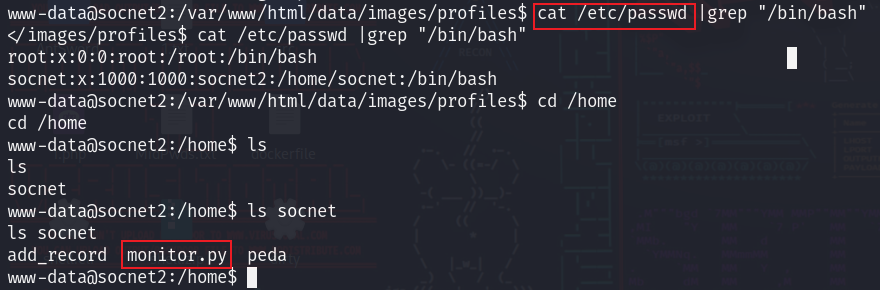 www-data@socnet2:/var/www/html/data/images/profiles$ cat /etc/passwd |grep "/bin/bash"
</images/profiles$ cat /etc/passwd |grep "/bin/bash"
root:x:0:0:root:/root:/bin/bash
socnet:x:1000:1000:socnet2:/home/socnet:/bin/bash
www-data@socnet2:/var/www/html/data/images/profiles$ cd /home
cd /home
www-data@socnet2:/home$ ls
ls
socnet
www-data@socnet2:/home$ ls socnet
ls socnet
add_record  monitor.py  peda
www-data@socnet2:/home$